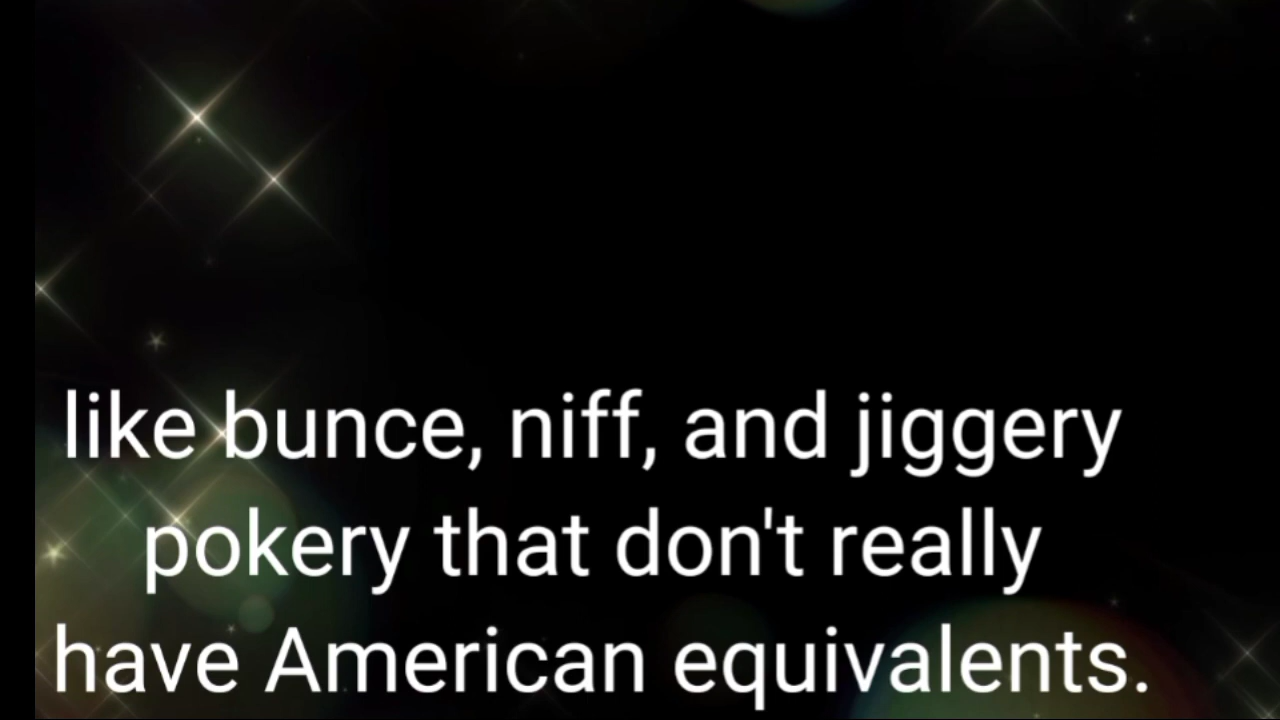 like bunce, niff, and jiggery
pokery that don't really
have American equivalents.